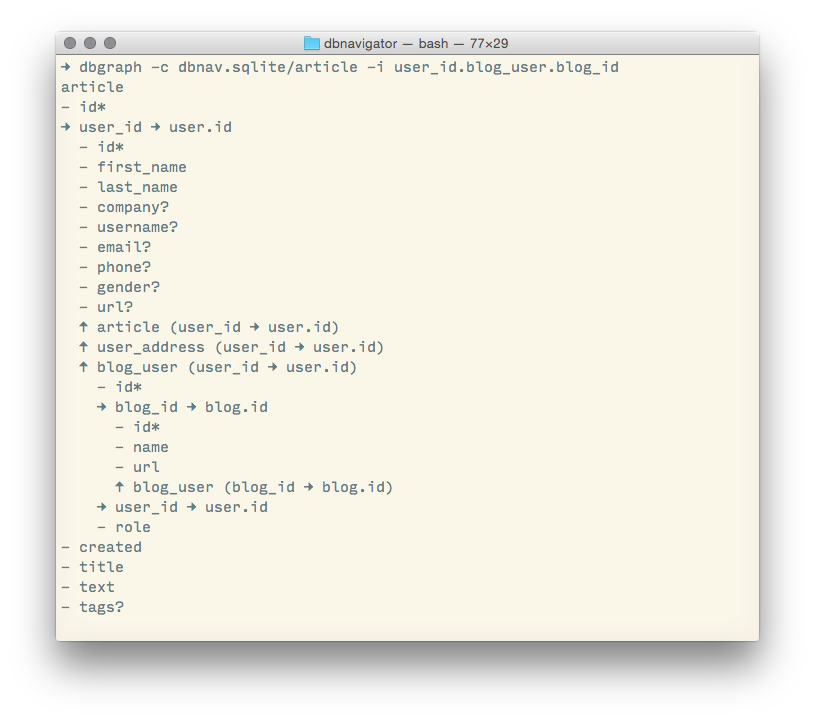 dbnavigator — bash — 77×29
➜ dbgraph -c dbnav.sqlite/article -i user_id.blog_user.blog_id
article
- id*
➜ user_id ➜ user.id
  - id*
  - first_name
  - last_name
  - company?
  - username?
  - email?
  - phone?
  - gender?
  - url?
  ↑ article (user_id ➜ user.id)
  ↑ user_address (user_id ➜ user.id)
  ↑ blog_user (user_id ➜ user.id)
    - id*
    ➜ blog_id ➜ blog.id
      - id*
      - name
      - url
      ↑ blog_user (blog_id ➜ blog.id)
    ➜ user_id ➜ user.id
    - role
- created
- title
- text
- tags?